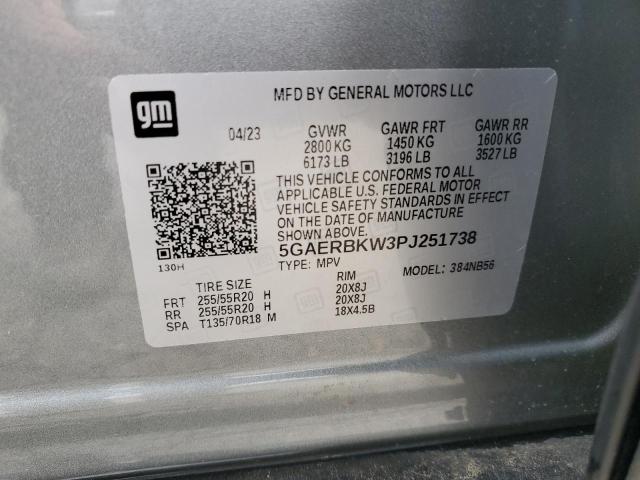 gm
MFD BY GENERAL MOTORS LLC
04/23 GVWR GAWR FRT GAWR RR
2800 KG 1450 KG 1600 KG
6173 LB 3196 LB 3527 LB
THIS VEHICLE CONFORMS TO ALL
APPLICABLE U.S. FEDERAL MOTOR
VEHICLE SAFETY STANDARDS IN EFFECT
ON THE DATE OF MANUFACTURE
SHOWN ABOVE.
130H
5GAERBKW3PJ251738
TYPE: MPV MODEL: 384NB56
TIRE SIZE RIM
FRT 255/55R20 H 20X8J
RR 255/55R20 H 20X8J
SPA T135/70R18 M 18X4.5B